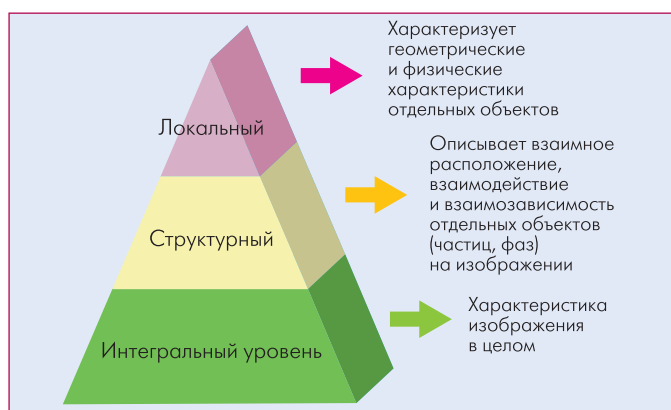 Характеризует
геометрические
и физические
характеристики
отдельных объектов
Локальный
Описывает взаимное
расположение,
взаимодействие
и взаимозависимость
отдельных объектов
(частиц, фаз)
на изображении
Структурный
Характеристика
изображения
в целом
Интегральный уровень